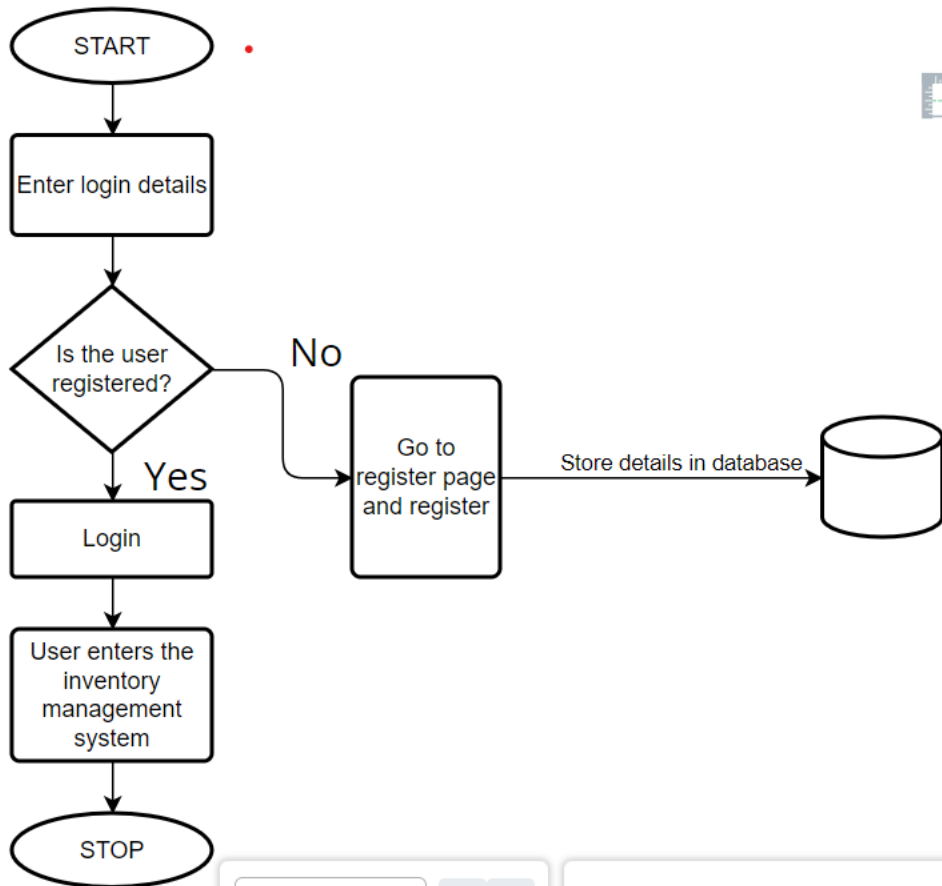 START
Enter login details
Is the user
registered?
No
Yes
Go to
register page
and register
Store details in database
Login
User enters the
inventory
management
system
STOP